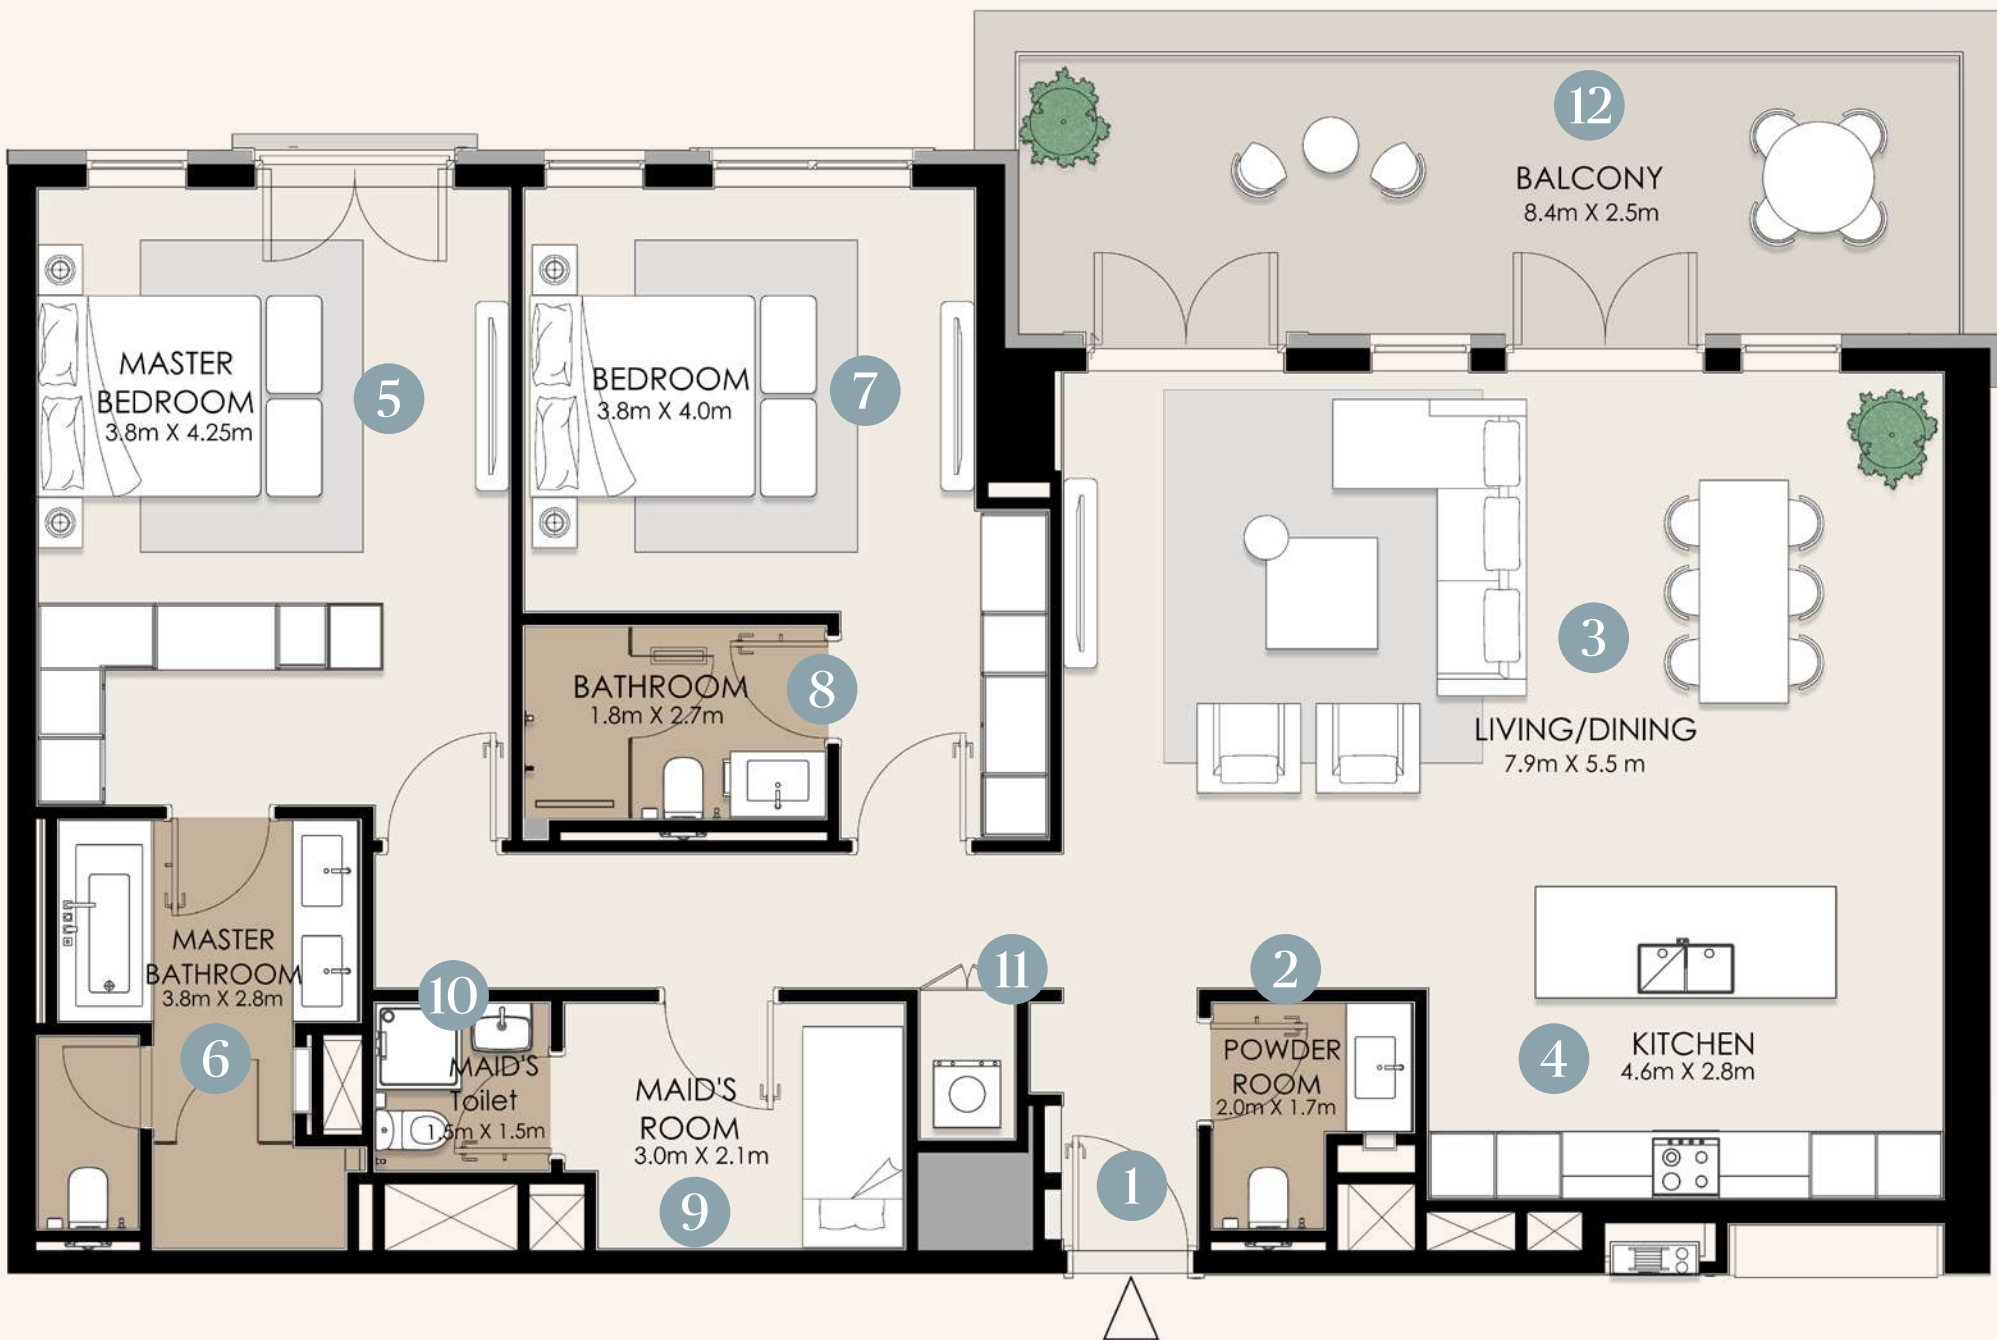 12
BALCONY
8.4m X 2.5m
MASTER
BEDROOM
3.8m X 4.25m
5
BEDROOM
3.8m X 4.0m
7
3
LIVING/DINING
7.9m X 5.5 m
BATHROOM
1.8m X 2.7m
8
MASTER
BATHROOM
3.8m X 2.8m
6
10
MAID'S
Toilet
1.5m X 1.5m
MAID'S
ROOM
3.0m X 2.1m
9
11
1
2
POWDER
ROOM
2.0m X 1.7m
4
KITCHEN
4.6m X 2.8m